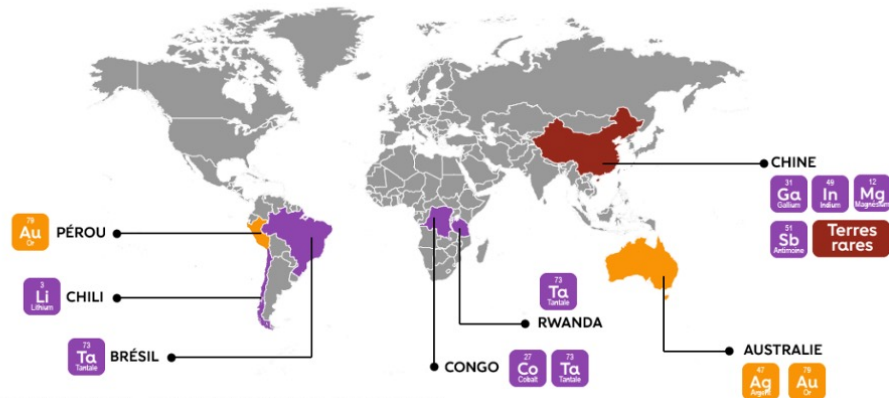 CHINE
31
Ga
Gallium
49
In
Indium
12
Mg
Magnésium
51
Sb
Antimoine
Terres
rares
79
Au
Or
PÉROU
3
Li
Lithium
CHILI
73
Ta
Tantale
BRÉSIL
73
Ta
Tantale
RWANDA
CONGO
27
Co
Cobalt
73
Ta
Tantale
AUSTRALIE
47
Ag
Argent
79
Au
Or